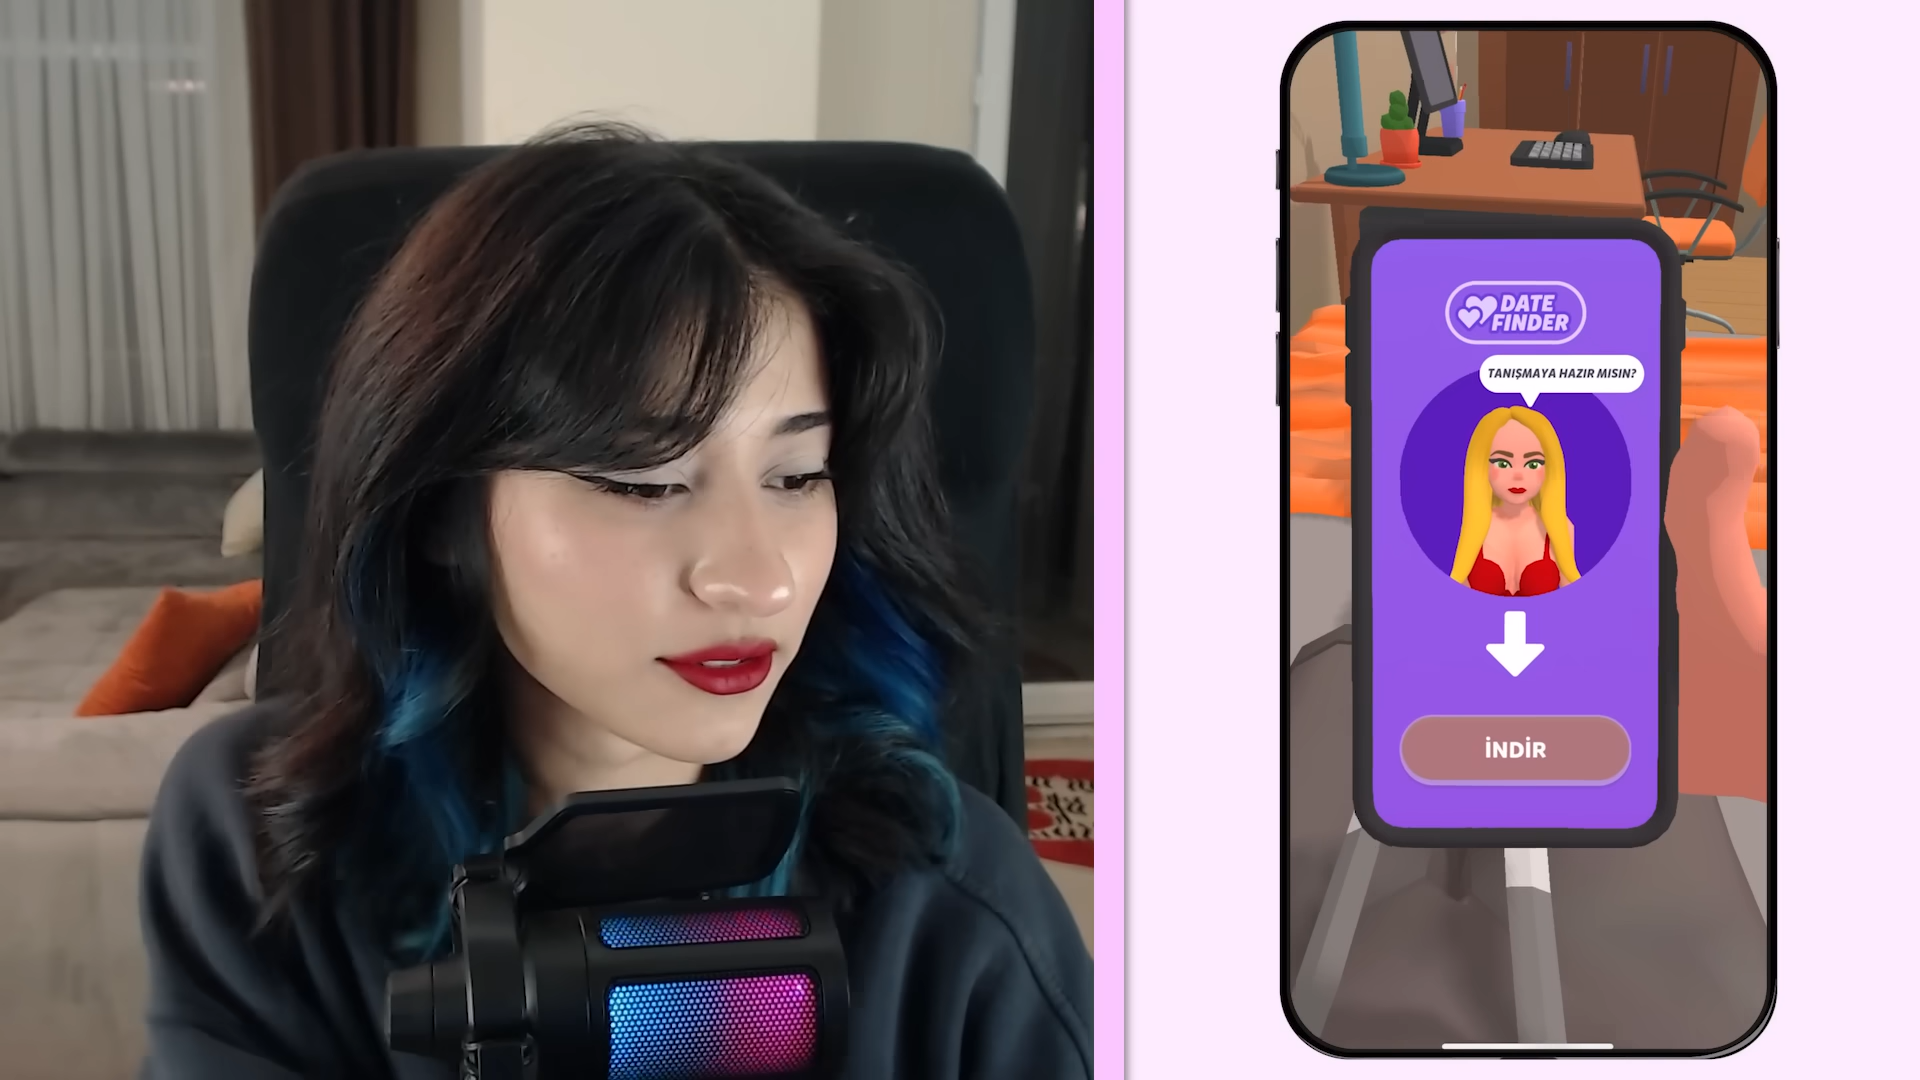 DATE
FINDER
TANIŞMAYA HAZIR MISIN?
İNDİR